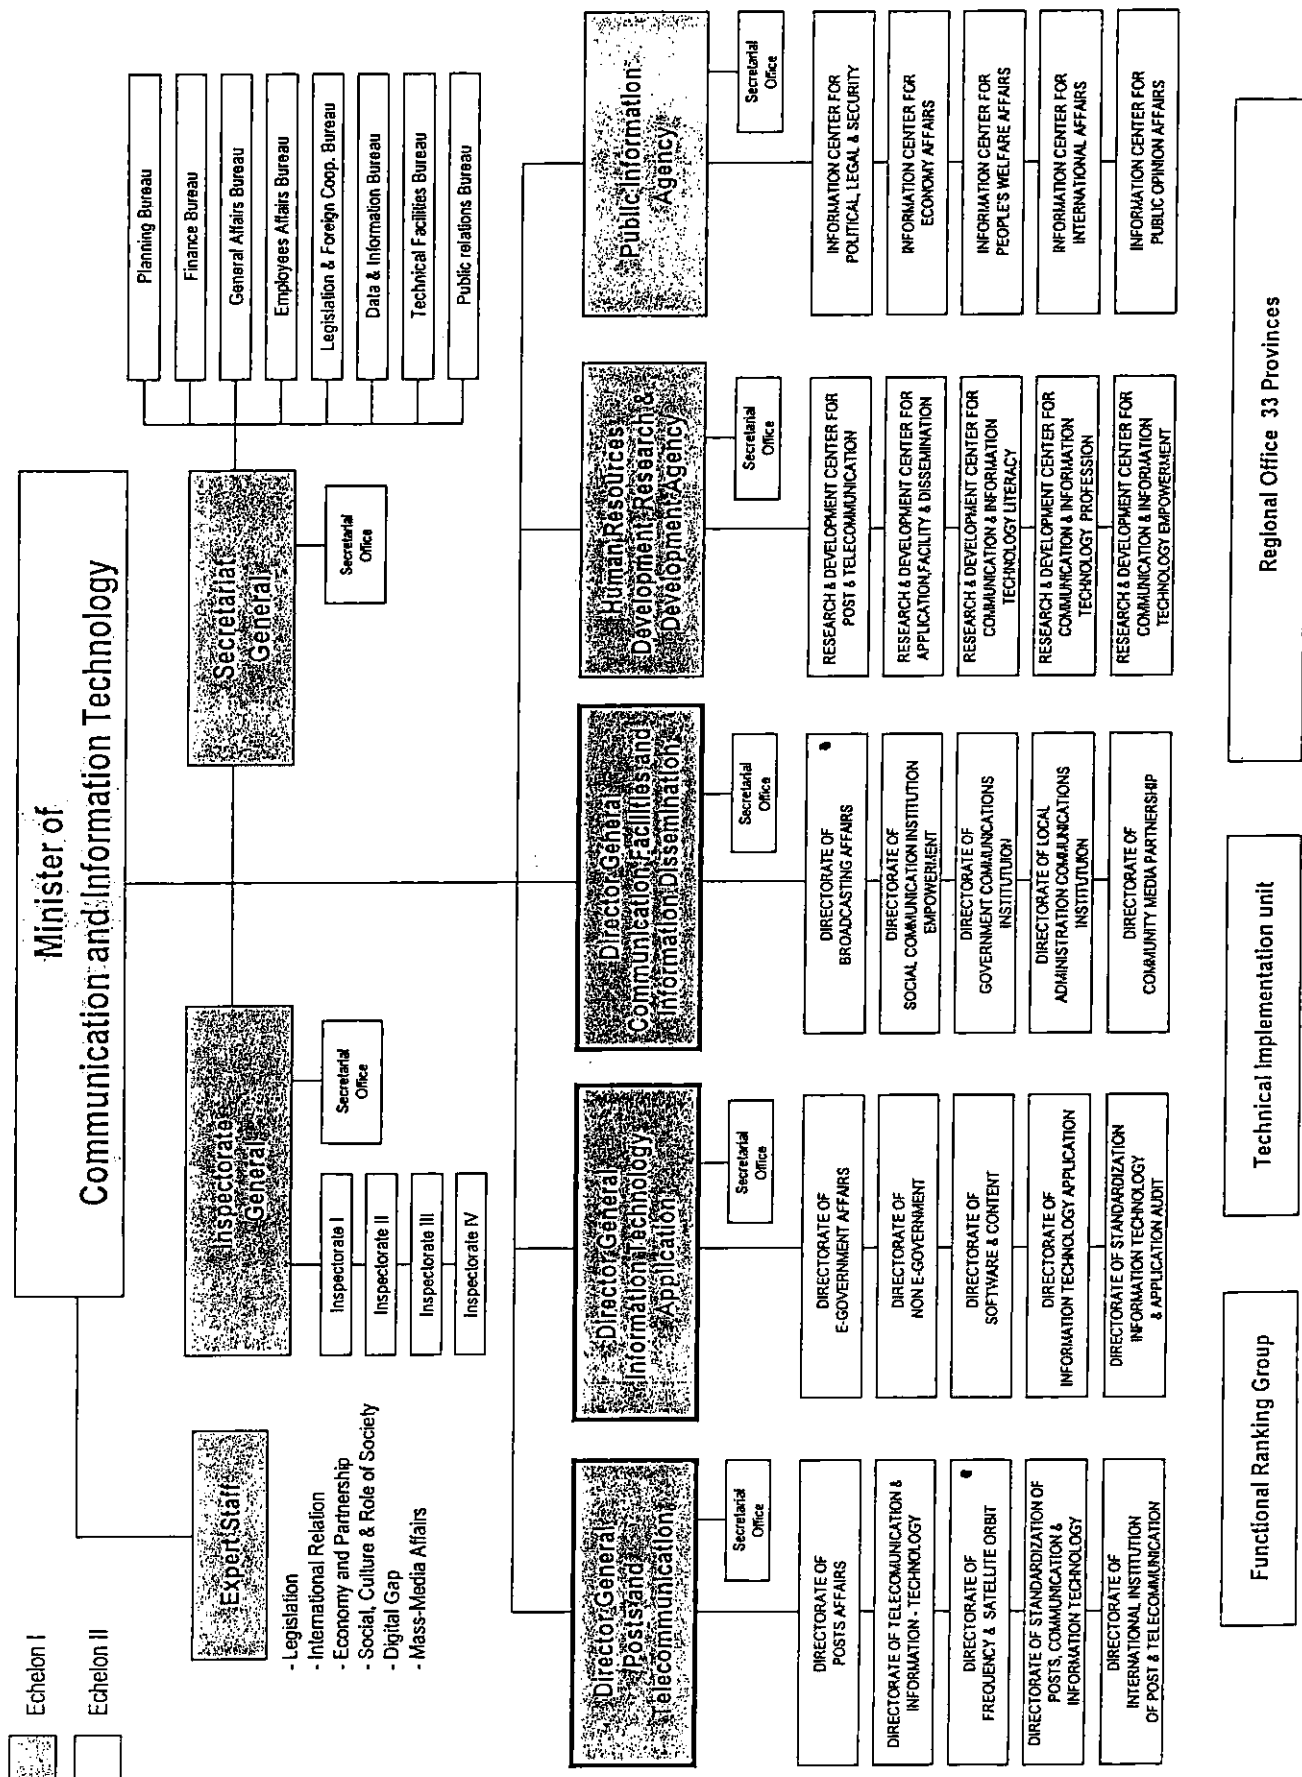 Echelon I
Echelon II
Minister of
Communication and Information Technology
Expert Staff
- Legislation
- International Relation
- Economy and Partnership
- Social, Culture & Role of Society
- Digital Gap
- Mass-Media Affairs
Inspectorate
General
Secretarial
Office
Inspectorate I
Inspectorate II
Inspectorate III
Inspectorate IV
Secretariat
General
Secretarial
Office
Planning Bureau
Finance Bureau
General Affairs Bureau
Employees Affairs Bureau
Legislation & Foreign Coop. Bureau
Data & Information Bureau
Technical Facilities Bureau
Public relations Bureau
Director General
Posts and
Telecommunication
Secretarial
Office
DIRECTORATE OF
POSTS AFFAIRS
DIRECTORATE OF TELECOMUNICATION &
INFORMATION - TECHNOLOGY
DIRECTORATE OF
FREQUENCY & SATELLITE ORBIT
DIRECTORATE OF STANDARDIZATION OF
POSTS, COMMUNICATION &
INFORMATION TECHNOLOGY
DIRECTORATE OF
INTERNATIONAL INSTITUTION
OF POST & TELECOMMUNICATION
Director General
Information Technology
Application
Secretarial
Office
DIRECTORATE OF
E-GOVERNMENT AFFAIRS
DIRECTORATE OF
NON E-GOVERNMENT
DIRECTORATE OF
SOFTWARE & CONTENT
DIRECTORATE OF
INFORMATION TECHNOLOGY APPLICATION
DIRECTORATE OF STANDARDIZATION
INFORMATION TECHNOLOGY
& APPLICATION AUDIT
Director General
Communication Facilities and
Information Dissemination
Secretarial
Office
DIRECTORATE OF
BROADCASTING AFFAIRS
DIRECTORATE OF
SOCIAL COMMUNICATION INSTITUTION
EMPOWERMENT
DIRECTORATE OF
GOVERNMENT COMMUNICATIONS
INSTITUTUION
DIRECTORATE OF LOCAL
ADMINISTRATION COMMUNICATIONS
INSTITUTUION
DIRECTORATE OF
COMMUNITY MEDIA PARTNERSHIP
Human Resources
Development Research &
Development Agency
Secretarial
Office
RESEARCH & DEVELOPMENT CENTER FOR
POST & TELECOMMUNICATION
RESEARCH & DEVELOPMENT CENTER FOR
APPLICATION,FACILITY & DISSEMINATION
RESEARCH & DEVELOPMENT CENTER FOR
COMMUNICATION & INFORMATION
TECHNOLOGY LITERACY
RESEARCH & DEVELOPMENT CENTER FOR
COMMUNICATION & INFORMATION
TECHNOLOGY PROFESSION
RESEARCH & DEVELOPMENT CENTER FOR
COMMUNICATION & INFORMATION
TECHNOLOGY EMPOWERMENT
Public Information
Agency
Secretarial
Office
INFORMATION CENTER FOR
POLITICAL, LEGAL & SECURITY
INFORMATION CENTER FOR
ECONOMY AFFAIRS
INFORMATION CENTER FOR
PEOPLE'S WELFARE AFFAIRS
INFORMATION CENTER FOR
INTERNATIONAL AFFAIRS
INFORMATION CENTER FOR
PUBLIC OPINION AFFAIRS
Functional Ranking Group
Technical Implementation unit
Regional Office 33 Provinces